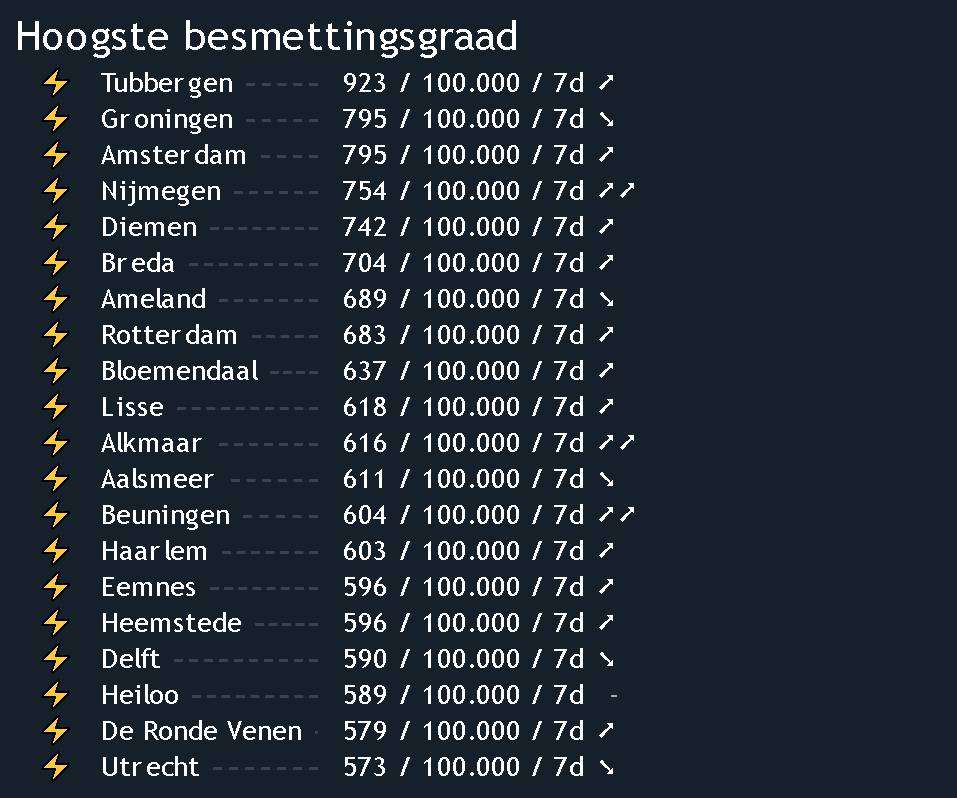 Hoogste besmettingsgraad
⚡ Tubbergen ----- 923 / 100.000 / 7d ➚
⚡ Groningen ----- 795 / 100.000 / 7d ➘
⚡ Amsterdam ---- 795 / 100.000 / 7d ➚
⚡ Nijmegen ------ 754 / 100.000 / 7d ➚➚
⚡ Diemen -------- 742 / 100.000 / 7d ➚
⚡ Breda --------- 704 / 100.000 / 7d ➚
⚡ Ameland ------- 689 / 100.000 / 7d ➘
⚡ Rotterdam ----- 683 / 100.000 / 7d ➚
⚡ Bloemendaal ---- 637 / 100.000 / 7d ➚
⚡ Lisse ---------- 618 / 100.000 / 7d ➚
⚡ Alkmaar ------- 616 / 100.000 / 7d ➚➚
⚡ Aalsmeer ------ 611 / 100.000 / 7d ➘
⚡ Beuningen ----- 604 / 100.000 / 7d ➚➚
⚡ Haarlem ------- 603 / 100.000 / 7d ➚
⚡ Eemnes -------- 596 / 100.000 / 7d ➚
⚡ Heemstede ----- 596 / 100.000 / 7d ➚
⚡ Delft ---------- 590 / 100.000 / 7d ➘
⚡ Heiloo --------- 589 / 100.000 / 7d -
⚡ De Ronde Venen - 579 / 100.000 / 7d ➚
⚡ Utrecht ------- 573 / 100.000 / 7d ➘